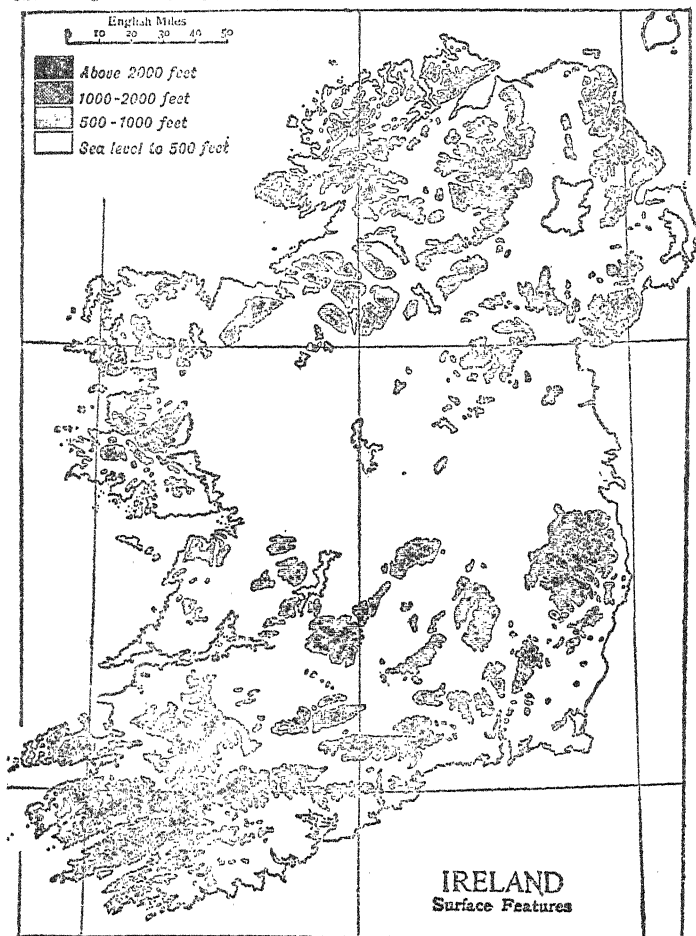 English Miles
10 20 30 40 50
Above 2000 feet
1000-2000 feet
500-1000 feet
Sea level to 500 feet
IRELAND
Surface Features